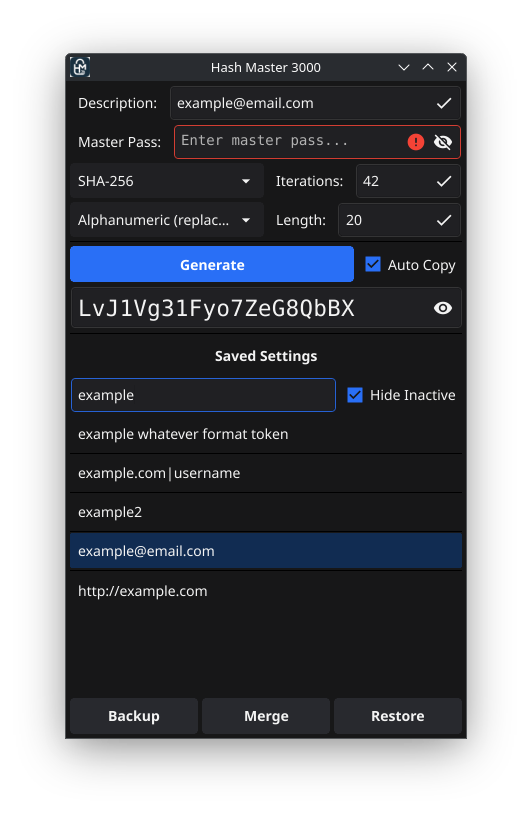 Hash Master 3000
Description: example@email.com
Master Pass: Enter master pass...
SHA-256 Iterations: 42
Alphanumeric (replac... Length: 20
Generate Auto Copy
LvJ1Vg31Fyo7ZeG8QbBX
Saved Settings
example Hide Inactive
example whatever format token
example.com|username
example2
example@email.com
http://example.com
Backup Merge Restore